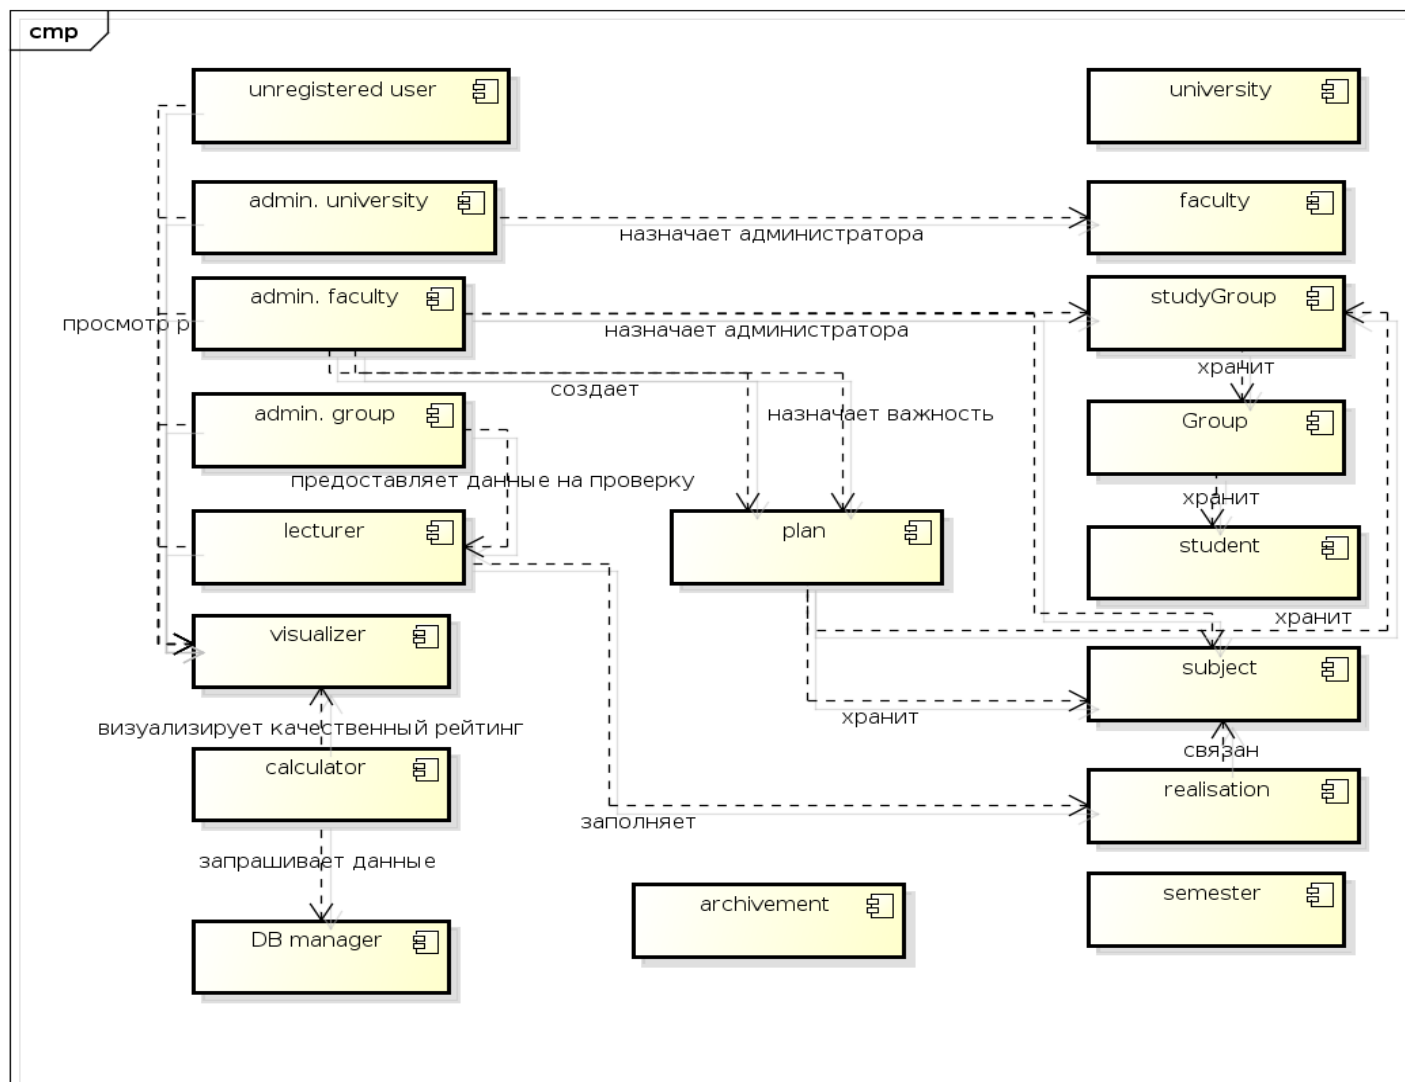 cmp
unregistered user
university
admin. university
faculty
назначает администратора
admin. faculty
studyGroup
просмотр р
назначает администратора
хранит
создает
admin. group
назначает важность
Group
предоставляет данные на проверку
хранит
lecturer
plan
student
хранит
visualizer
subject
хранит
визуализирует качественный рейтинг
связан
calculator
realisation
заполняет
запрашивает данные
archivement
semester
DB manager